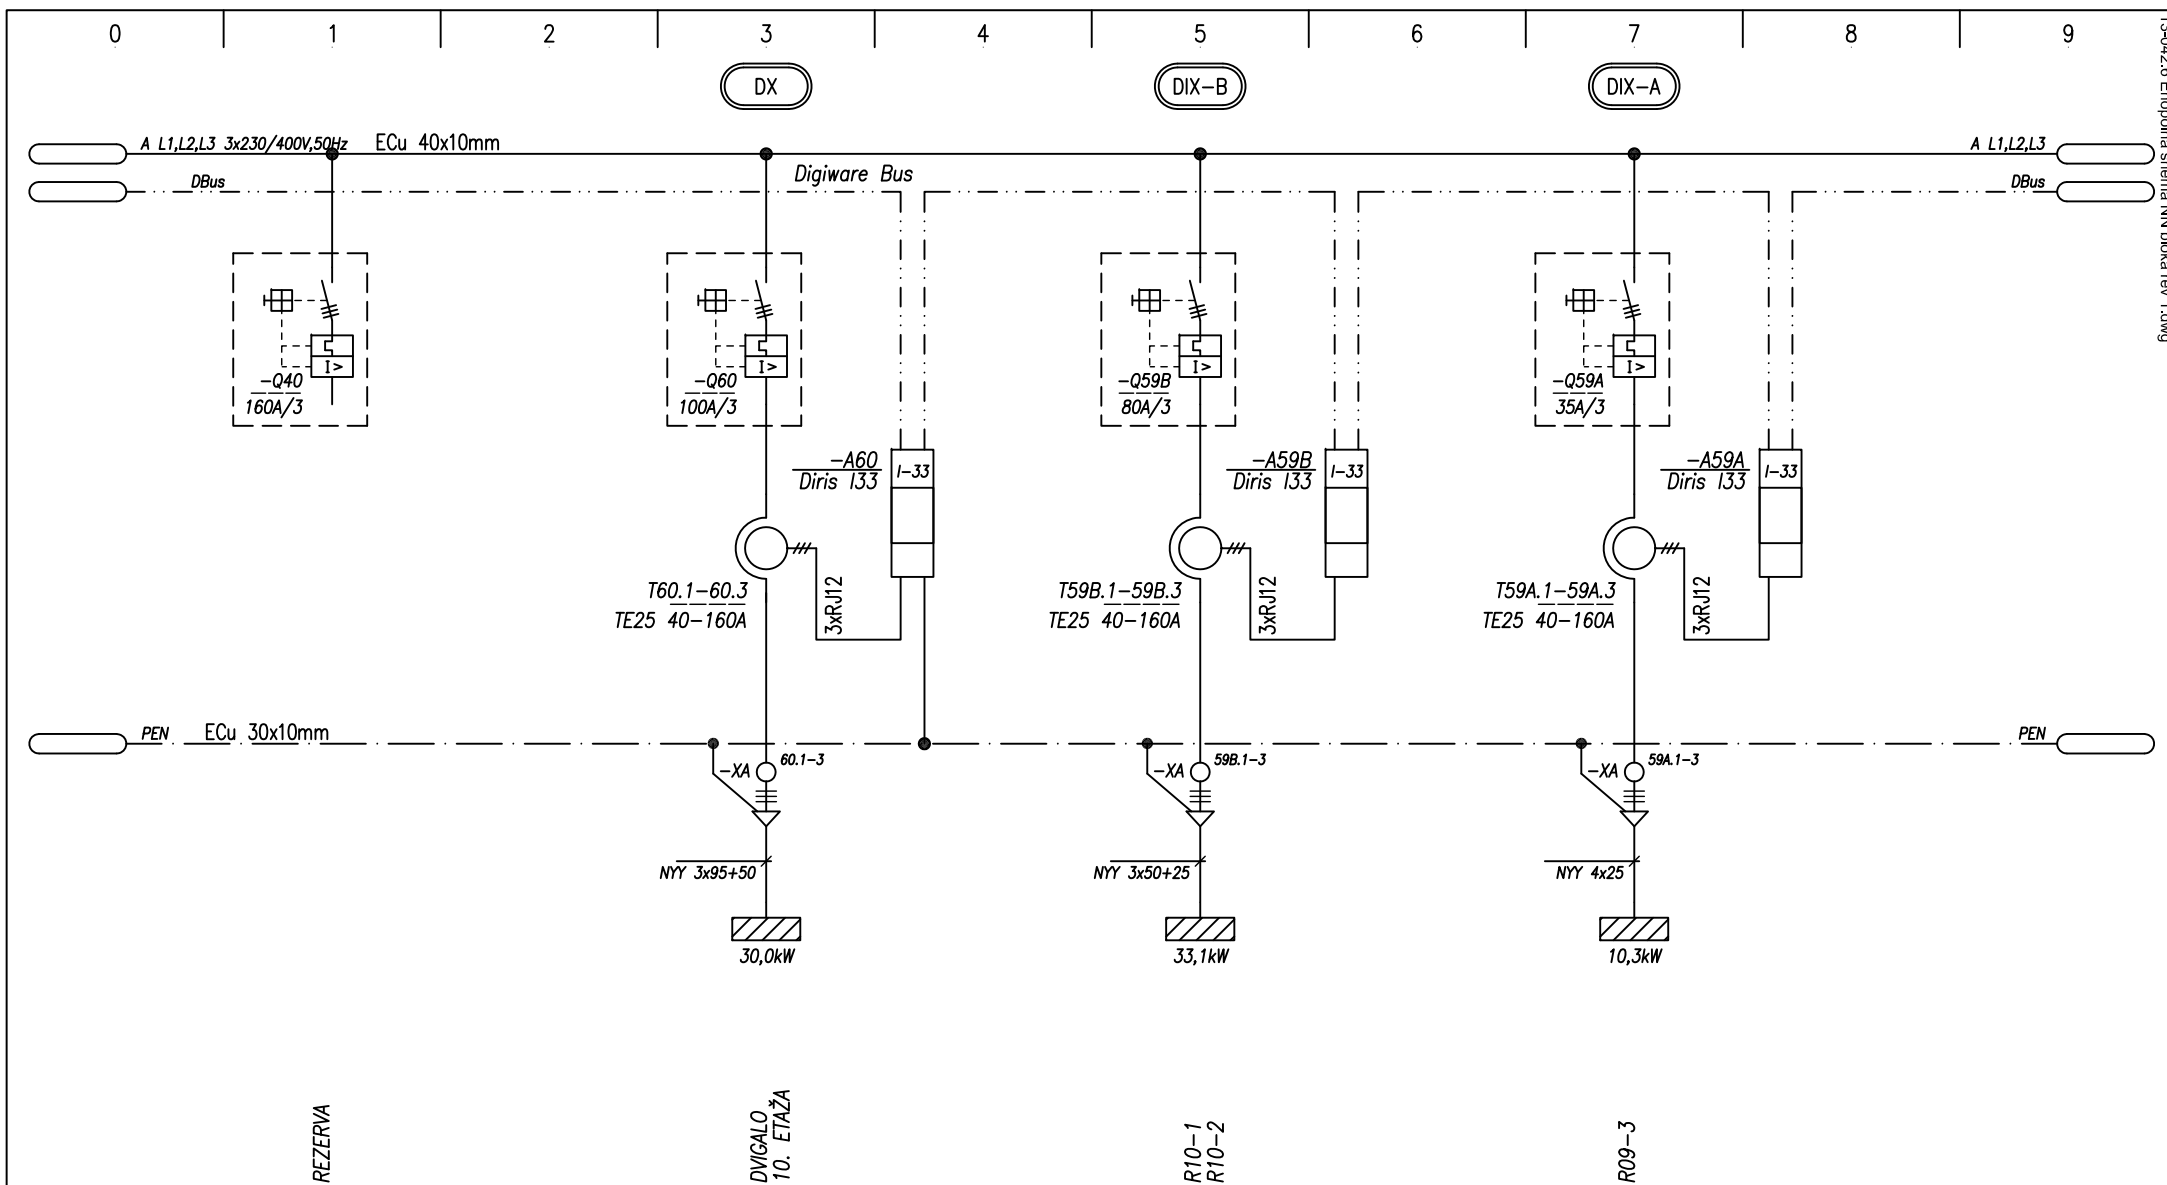 0 1 2 3 4 5 6 7 8 9
DX DIX-B DIX-A
A L1,L2,L3 3x230/400V,50Hz ECu 40x10mm A L1,L2,L3
DBus Digiware Bus DBus
-Q40
160A/3
I>
-Q60
100A/3
I>
-Q59B
80A/3
I>
-Q59A
35A/3
I>
-A60
Diris I33
I-33
-A59B
Diris I33
I-33
-A59A
Diris I33
I-33
T60.1-60.3
TE25 40-160A
3xRJ12
T59B.1-59B.3
TE25 40-160A
3xRJ12
T59A.1-59A.3
TE25 40-160A
3xRJ12
PEN ECu 30x10mm PEN
-XA 60.1-3
-XA 59B.1-3
-XA 59A.1-3
NYY 3x95+50
NYY 3x50+25
NYY 4x25
30,0kW
33,1kW
10,3kW
REZERVA
DVIGALO
10. ETAŽA
R10-1
R10-2
R09-3